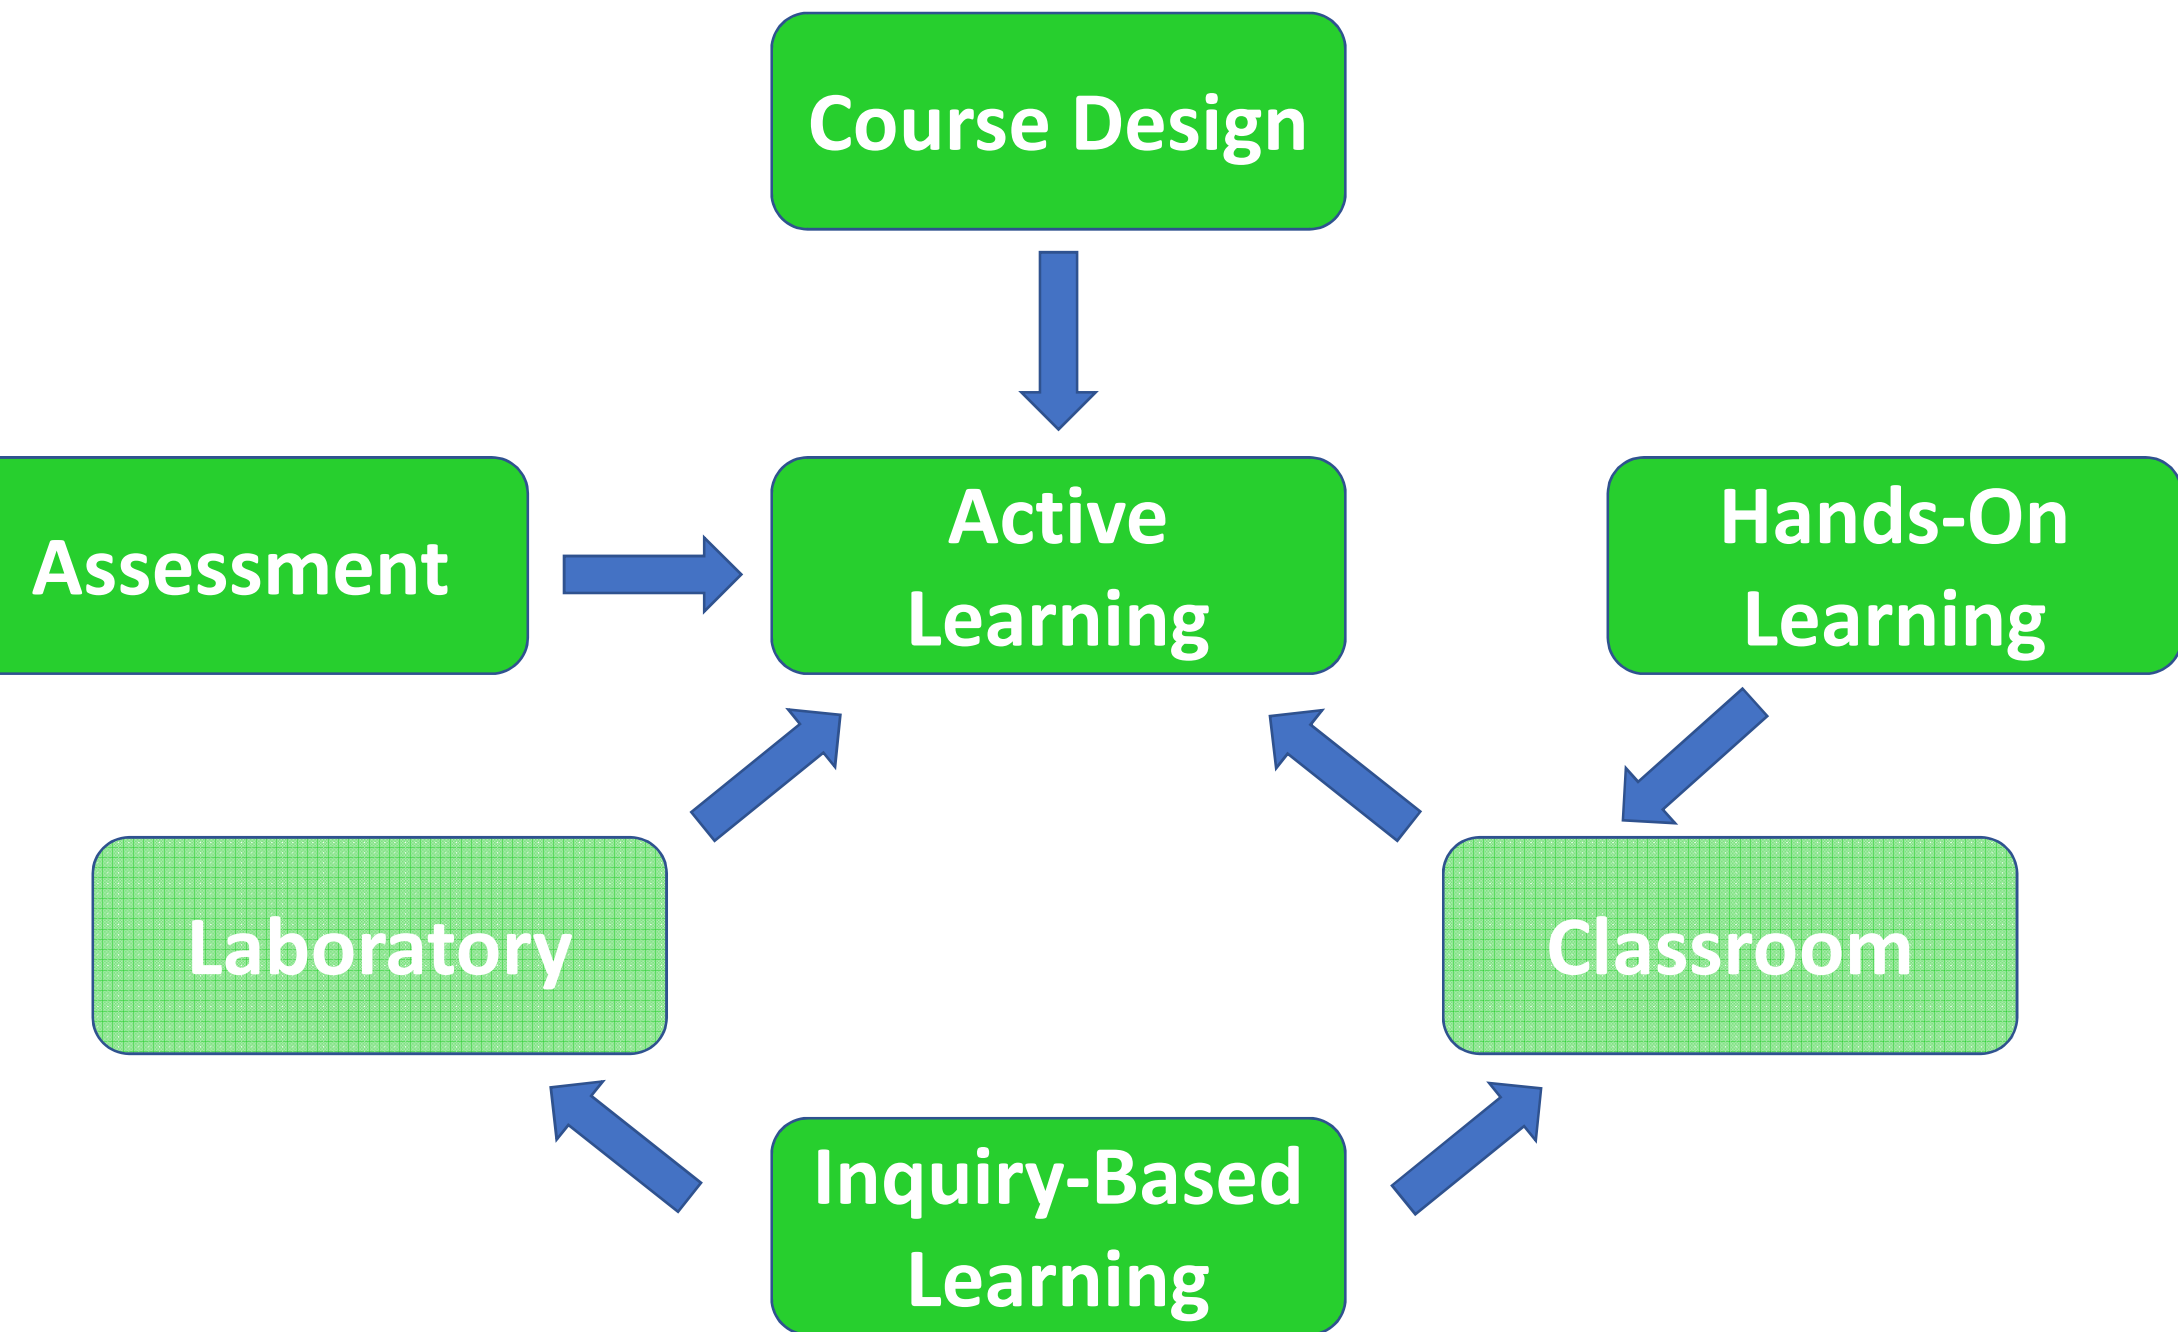 Course Design
Assessment
Active
Learning
Hands-On
Learning
Laboratory
Classroom
Inquiry-Based
Learning